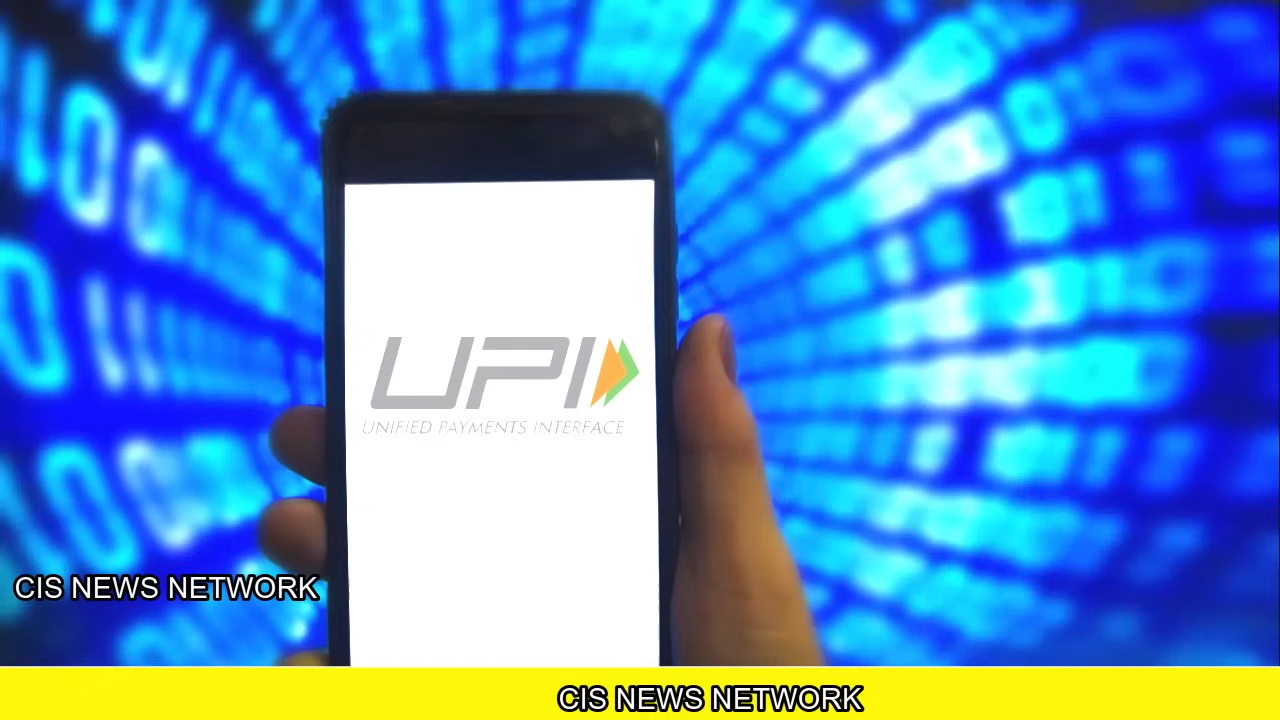 UPI
UNIFIED PAYMENTS INTERFACE
CIS NEWS NETWORK
CIS NEWS NETWORK